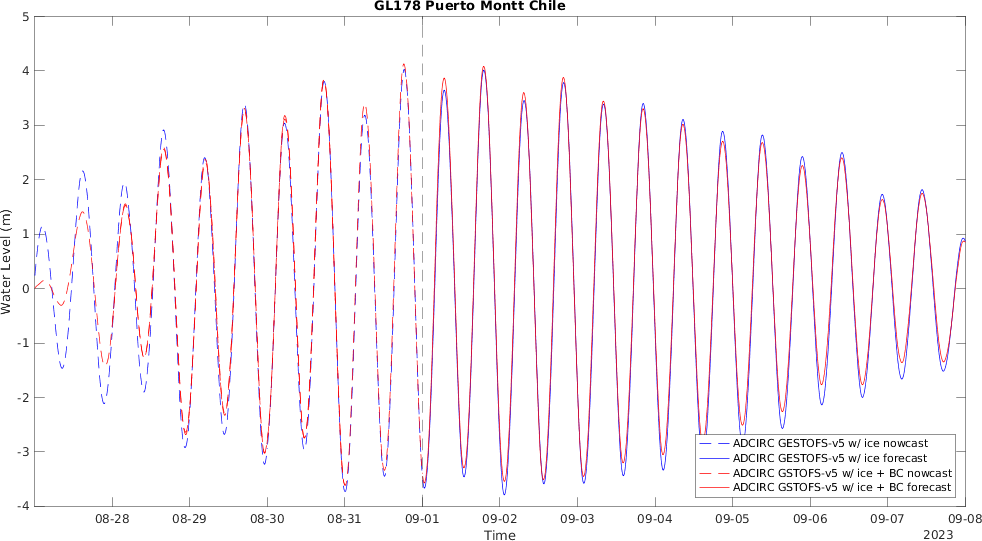 GL178 Puerto Montt Chile
5
4
3
2
1
0
-1
-2
-3
-4
Water Level (m)
ADCIRC GESTOFS-v5 w/ ice nowcast
ADCIRC GESTOFS-v5 w/ ice forecast
ADCIRC GSTOFS-v5 w/ ice + BC nowcast
ADCIRC GSTOFS-v5 w/ ice + BC forecast
08-28 08-29 08-30 08-31 09-01 09-02 09-03 09-04 09-05 09-06 09-07 09-08
Time 2023